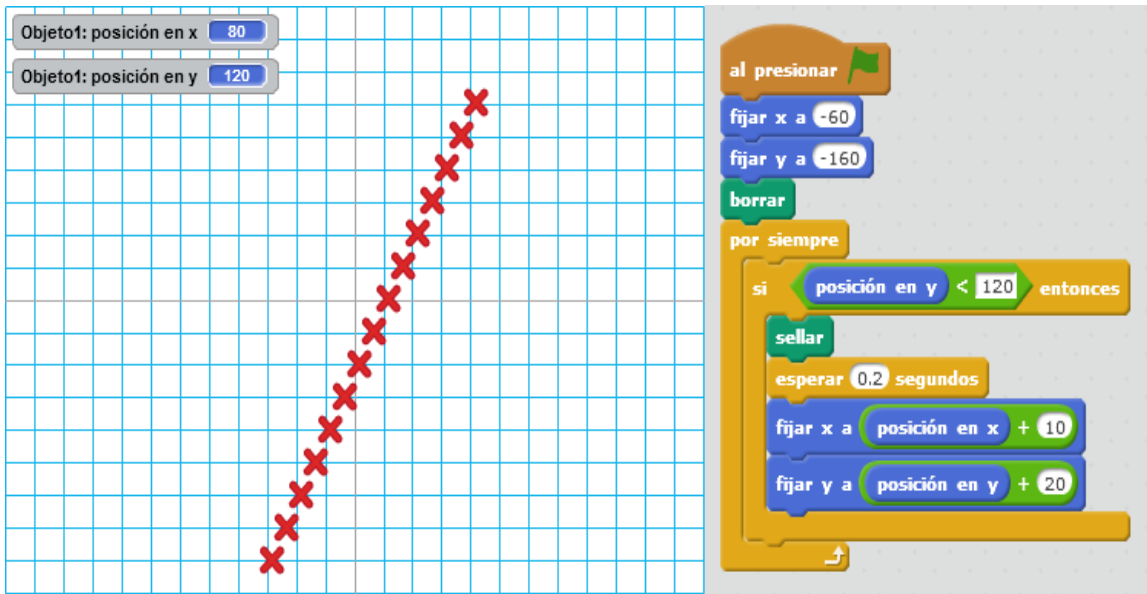 Objeto1: posición en x 80
Objeto1: posición en y 120
al presionar
fijar x a -60
fijar y a -160
borrar
por siempre
si posición en y < 120 entonces
sellar
esperar 0.2 segundos
fijar x a posición en x + 10
fijar y a posición en y + 20